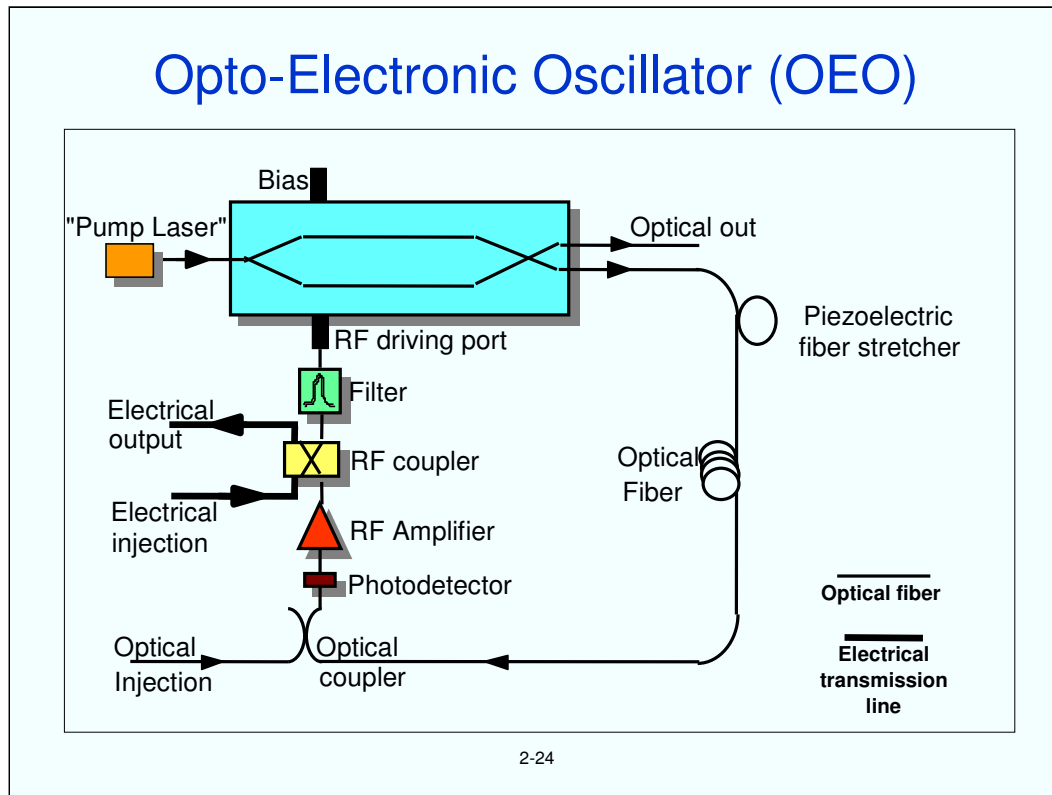 Opto-Electronic Oscillator (OEO)
Bias
"Pump Laser"
Optical out
Piezoelectric
fiber stretcher
RF driving port
Filter
Electrical
output
RF coupler
Optical
Fiber
Electrical
injection
RF Amplifier
Photodetector
Optical fiber
Optical
Injection
Optical
coupler
Electrical
transmission
line
2-24